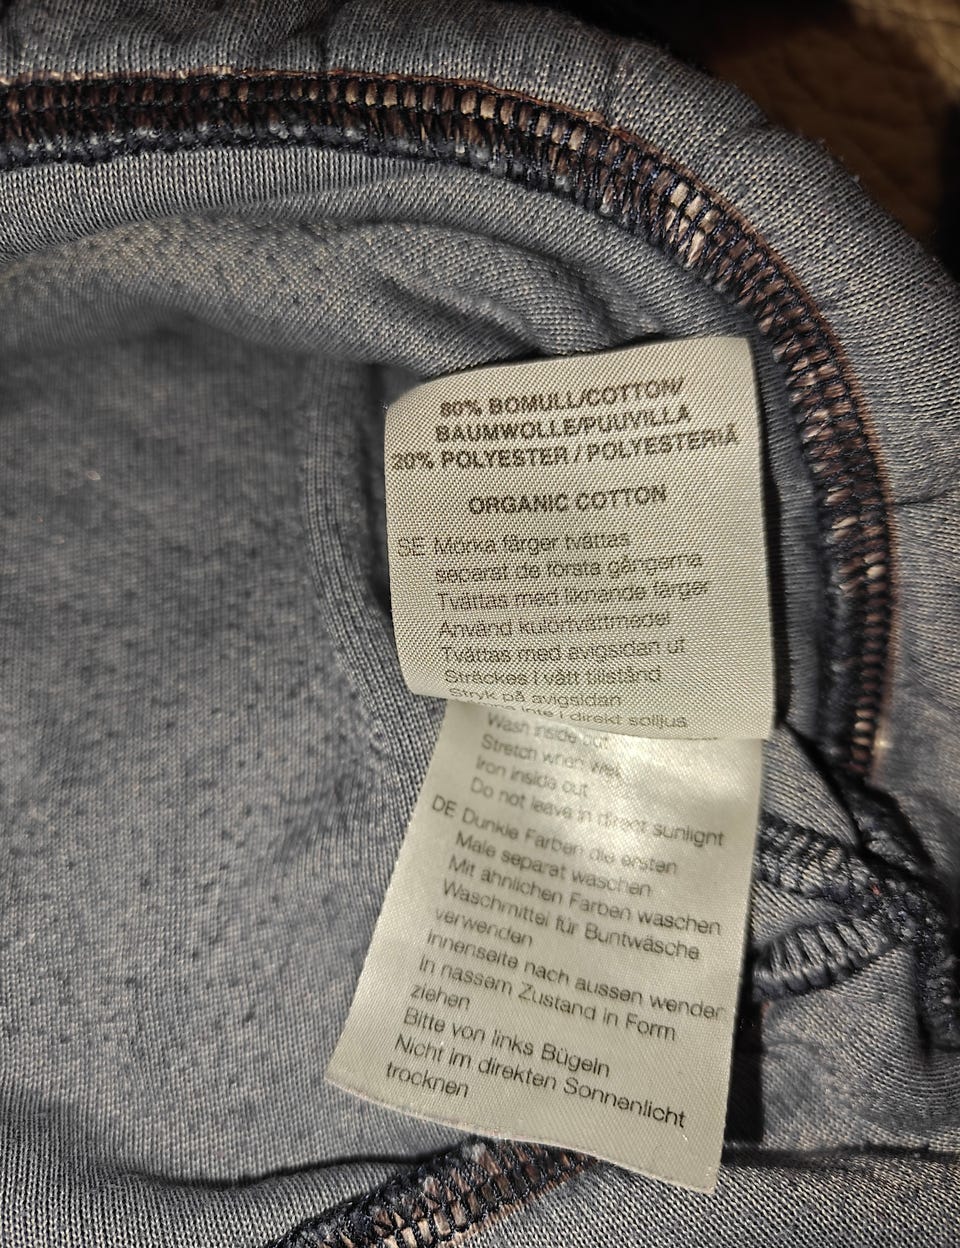 80% BOMULL/COTTON/
BAUMWOLLE/PUUVILLA
20% POLYESTER / POLYESTERIÄ
ORGANIC COTTON
SE Mörka färger tvättas
separat de första gångerna
Tvättas med liknande färger
Använd kulörtvättmedel
Tvättas med avigsidan ut
Sträckes i vått tillstånd
Stryk på avigsidan
inte i direkt solljus
Wash inside out
Stretch when wet
Iron inside out
Do not leave in direct sunlignt
DE Dunkle Farben die ersten
Male separat waschen
Mit ähnlichen Farben waschen
Waschmittel für Buntwäsche
verwenden
Innenseite nach aussen wenden
In nassem Zustand in Form
ziehen
Bitte von links Bügeln
Nicht im direkten Sonnenlicht
trocknen